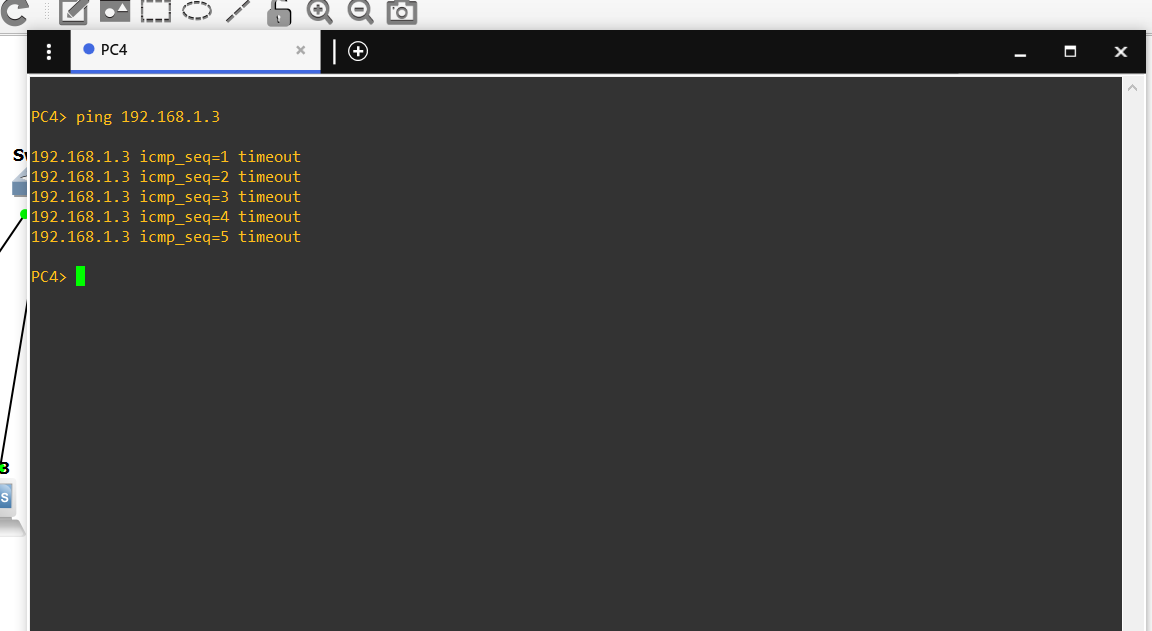 PC4
PC4> ping 192.168.1.3
192.168.1.3 icmp_seq=1 timeout
192.168.1.3 icmp_seq=2 timeout
192.168.1.3 icmp_seq=3 timeout
192.168.1.3 icmp_seq=4 timeout
192.168.1.3 icmp_seq=5 timeout
PC4>
3
S